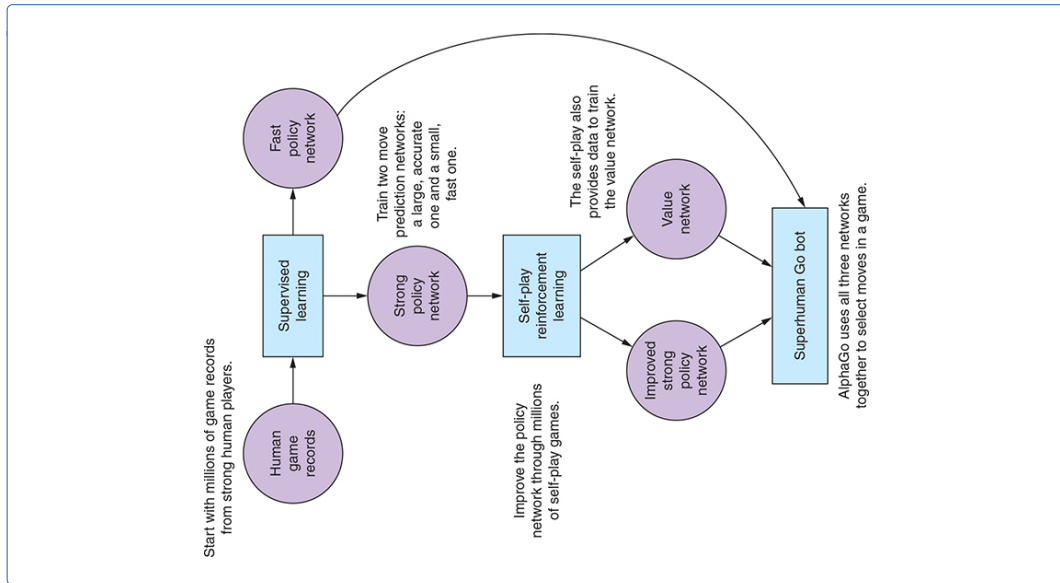 Start with millions of game records
from strong human players.
Human
game
records
Supervised
learning
Fast
policy
network
Train two move
prediction networks:
a large, accurate
one and a small,
fast one.
Strong
policy
network
Improve the policy
network through millions
of self-play games.
Self-play
reinforcement
learning
The self-play also
provides data to train
the value network.
Improved
strong
policy
network
Value
network
Superhuman Go bot
AlphaGo uses all three networks
together to select moves in a game.